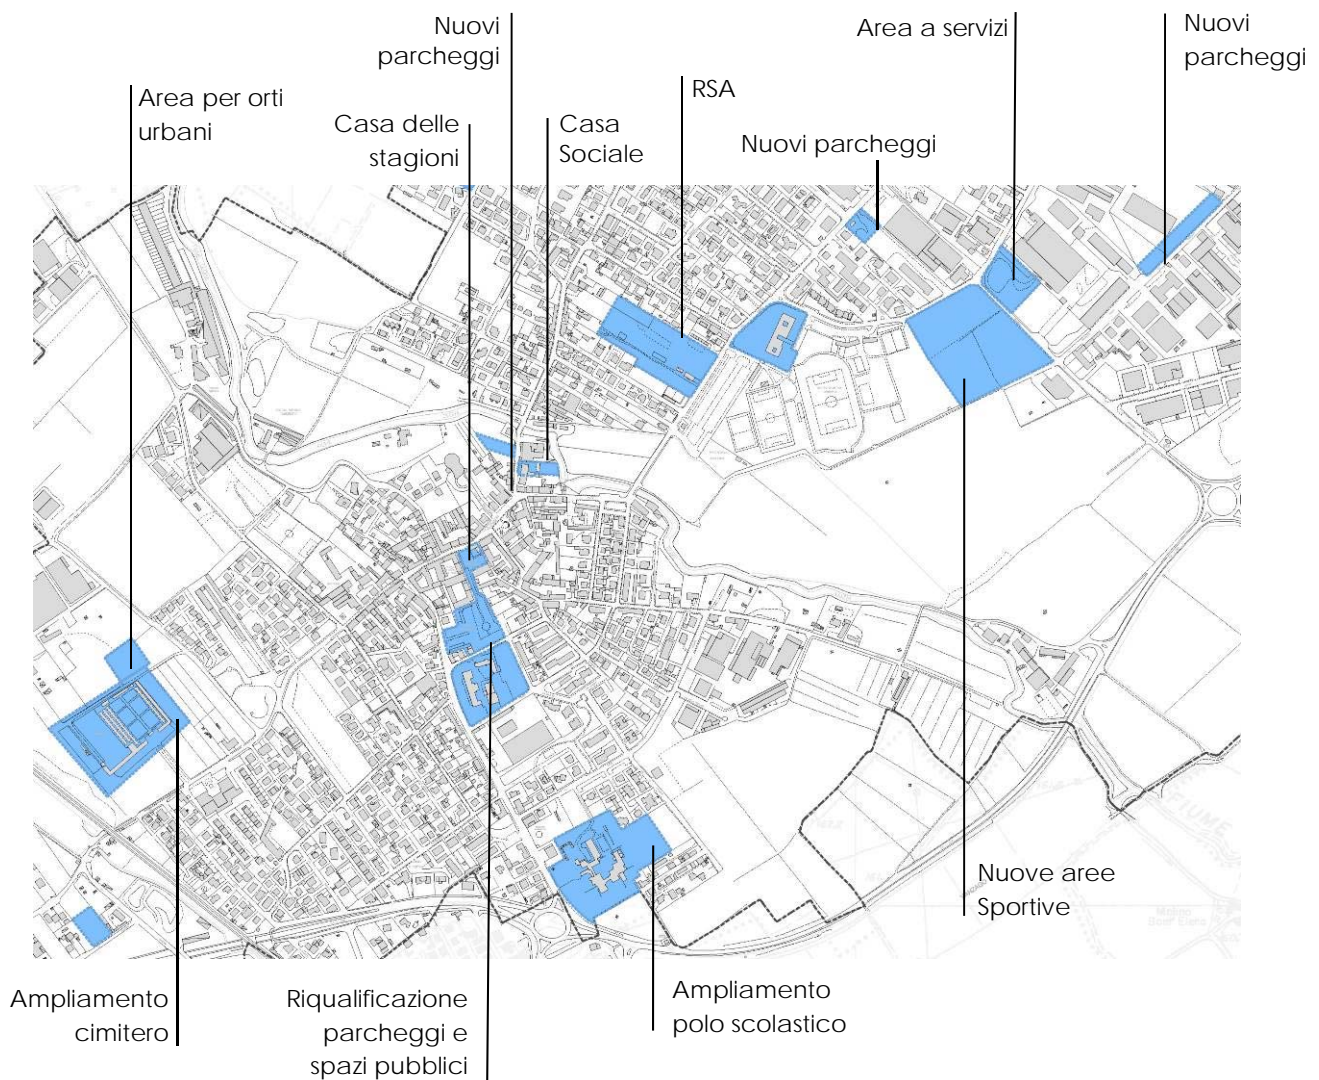 Nuovi
parcheggi
Area a servizi
Nuovi
parcheggi
Area per orti
urbani
RSA
Casa delle
stagioni
Casa
Sociale
Nuovi parcheggi
FIUME
Nuove aree
Sportive
Ampliamento
cimitero
Riqualificazione
parcheggi e
spazi pubblici
Ampliamento
polo scolastico